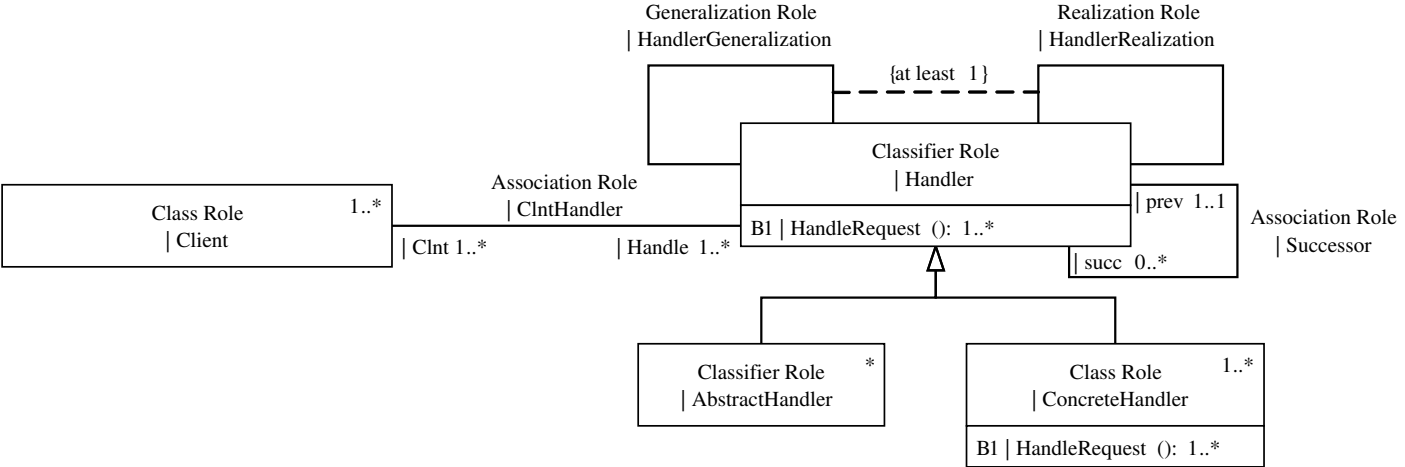 Generalization Role
| HandlerGeneralization
Realization Role
| HandlerRealization
{at least 1}
Classifier Role
| Handler
B1 | HandleRequest (): 1..*
Class Role
| Client
1..*
Association Role
| ClntHandler
| Clnt 1..*
| Handle 1..*
| prev 1..1
| succ 0..*
Association Role
| Successor
Classifier Role
| AbstractHandler
*
Class Role
| ConcreteHandler
1..*
B1 | HandleRequest (): 1..*